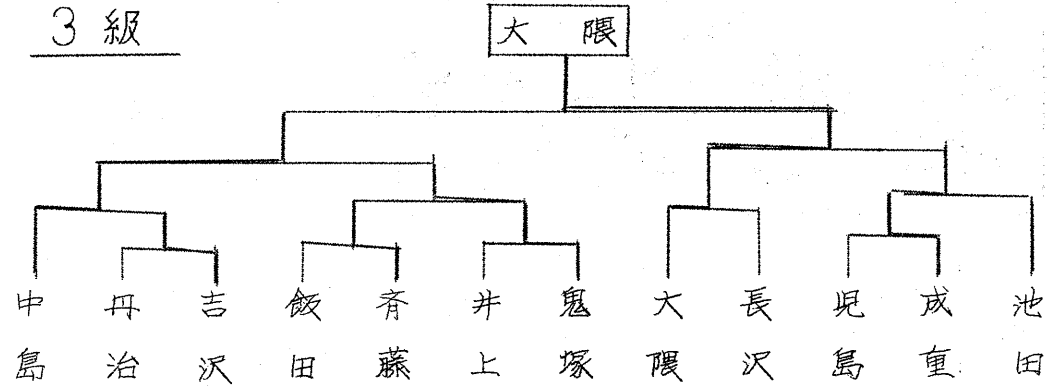 3級
大隈
中島
丹治
吉沢
飯田
斉藤
井上
鬼塚
大隈
長沢
児島
成重
池田